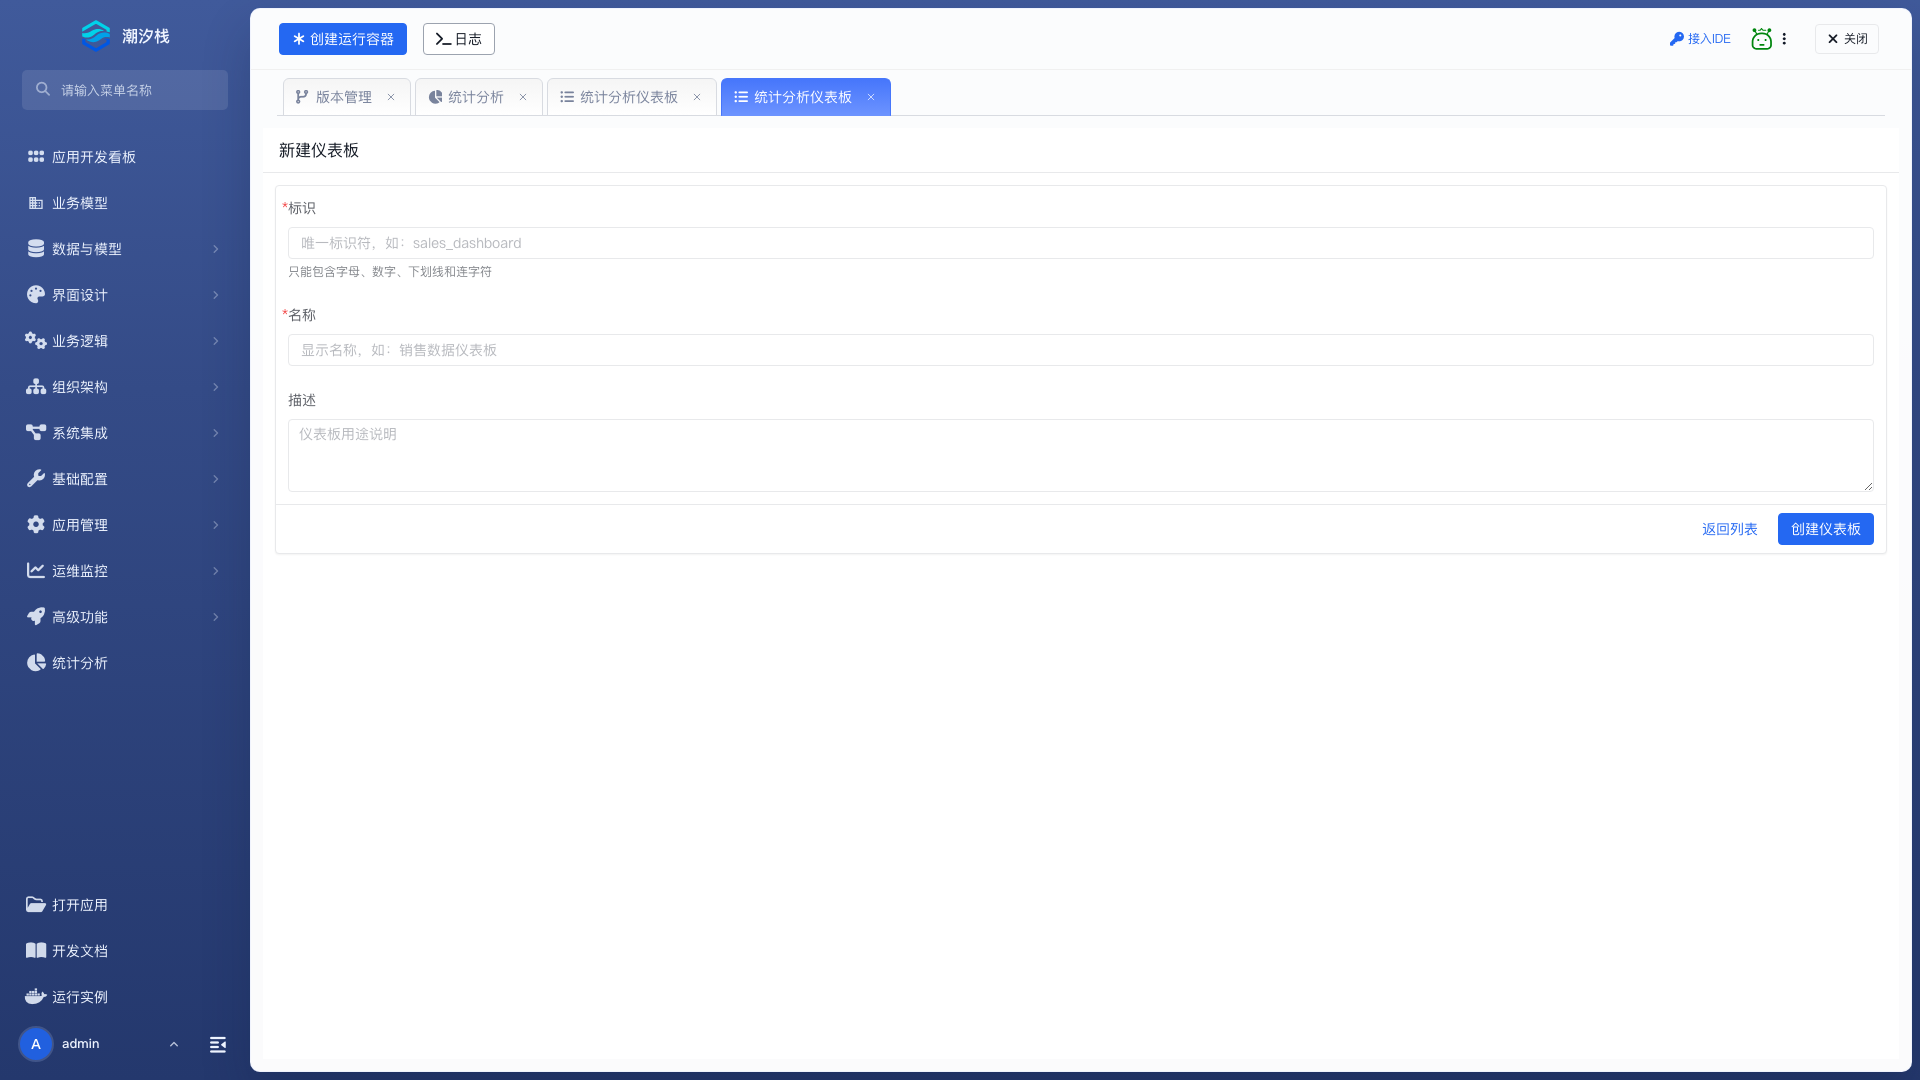 潮汐栈
请输入菜单名称
应用开发看板
业务模型
数据与模型
界面设计
业务逻辑
组织架构
系统集成
基础配置
应用管理
运维监控
高级功能
统计分析
打开应用
开发文档
运行实例
A admin
创建运行容器 日志 接入IDE 关闭
版本管理 统计分析 统计分析仪表板 统计分析仪表板
新建仪表板
*标识
唯一标识符，如：sales_dashboard
只能包含字母、数字、下划线和连字符
*名称
显示名称，如：销售数据仪表板
描述
仪表板用途说明
返回列表 创建仪表板